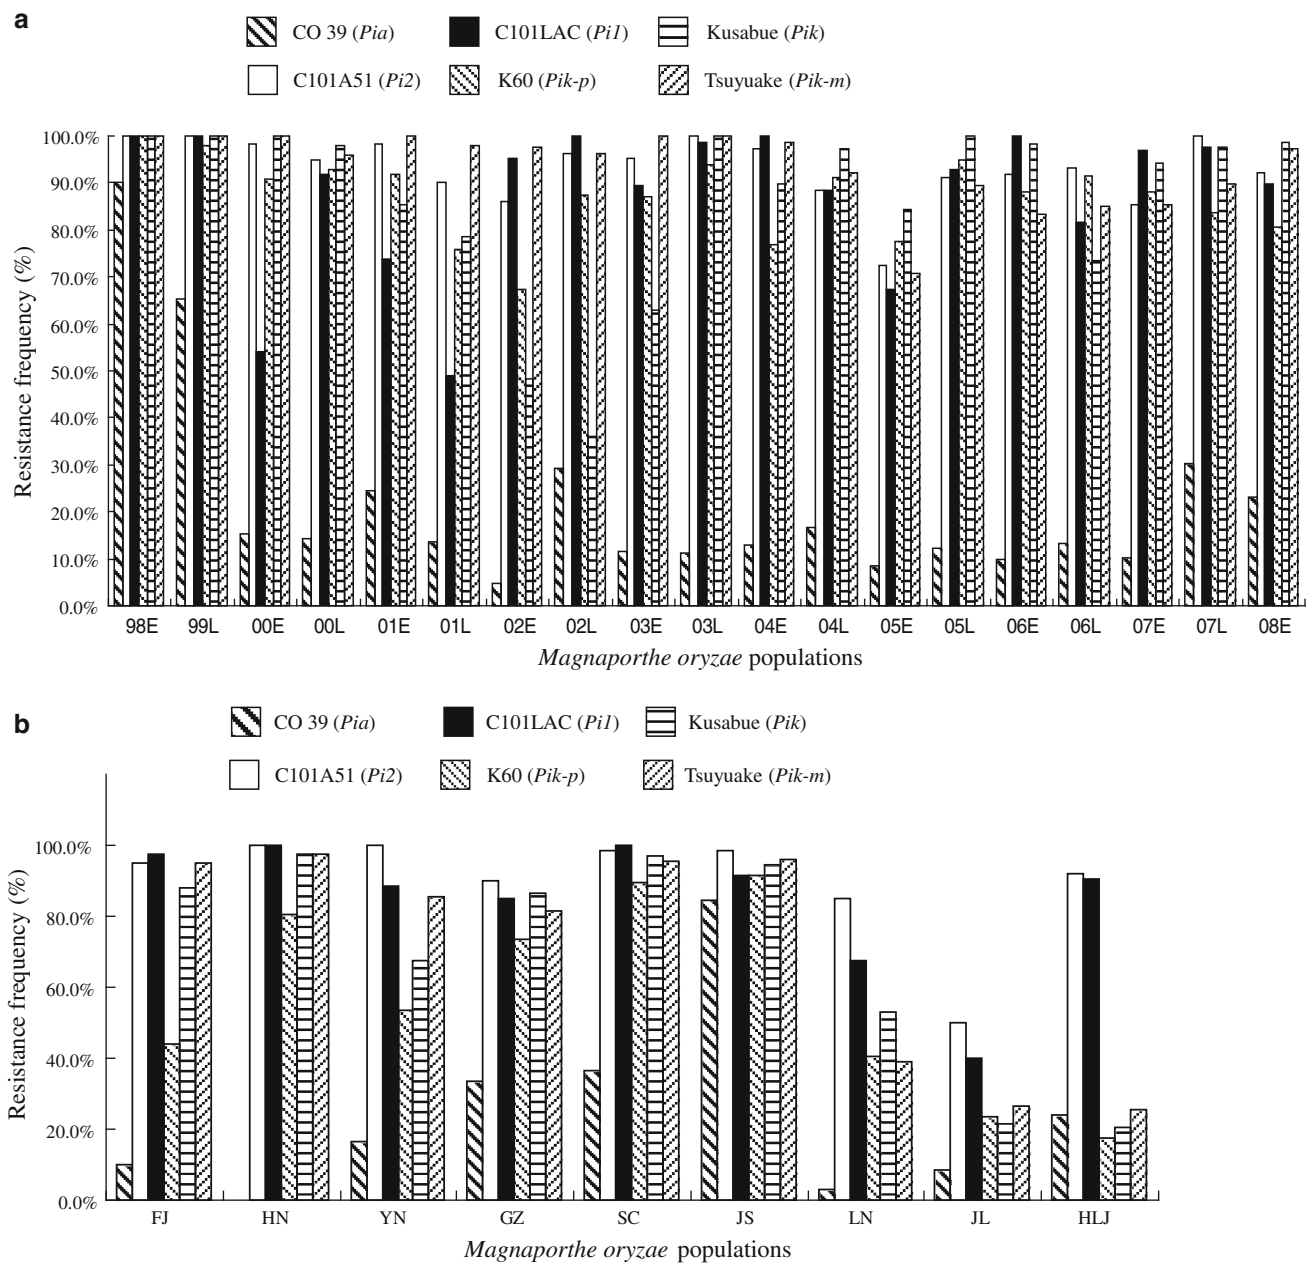 a
CO 39 (Pia)
C101LAC (Pi1)
Kusabue (Pik)
C101A51 (Pi2)
K60 (Pik-p)
Tsuyuake (Pik-m)
Resistance frequency (%)
100.0%
90.0%
80.0%
70.0%
60.0%
50.0%
40.0%
30.0%
20.0%
10.0%
0.0%
98E 99L 00E 00L 01E 01L 02E 02L 03E 03L 04E 04L 05E 05L 06E 06L 07E 07L 08E
Magnaporthe oryzae populations
b
CO 39 (Pia)
C101LAC (Pi1)
Kusabue (Pik)
C101A51 (Pi2)
K60 (Pik-p)
Tsuyuake (Pik-m)
Resistance frequency (%)
100.0%
80.0%
60.0%
40.0%
20.0%
0.0%
FJ HN YN GZ SC JS LN JL HLJ
Magnaporthe oryzae populations